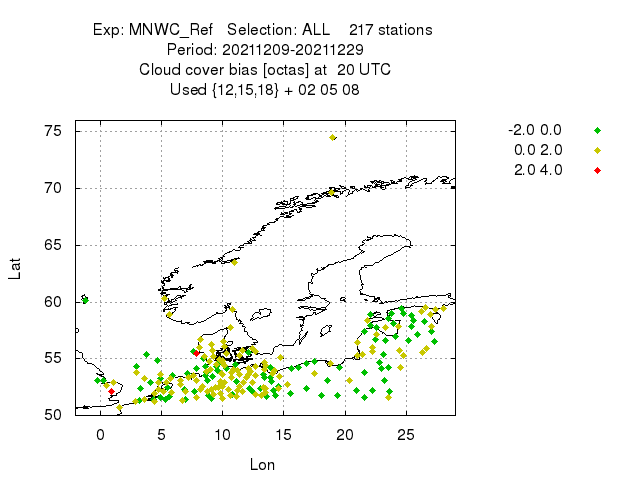 Exp: MNWC_Ref Selection: ALL 217 stations
Period: 20211209-20211229
Cloud cover bias [octas] at 20 UTC
Used {12,15,18} + 02 05 08
-2.0 0.0
0.0 2.0
2.0 4.0
75
70
65
60
55
50
Lat
0 5 10 15 20 25
Lon